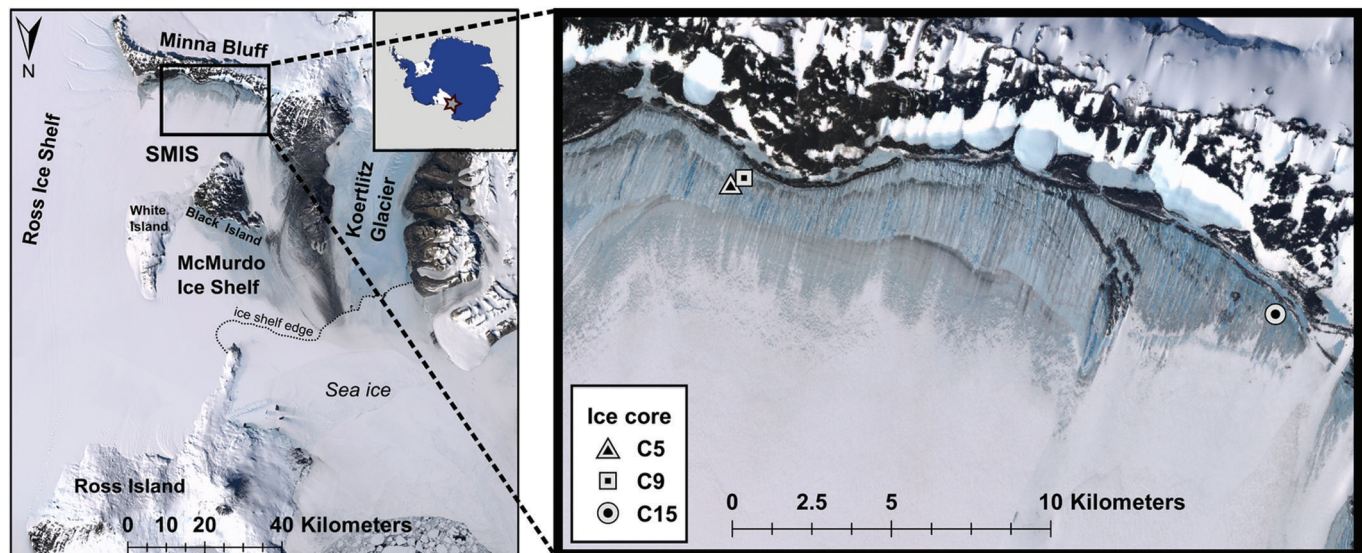 N
Minna Bluff
Ross Ice Shelf
SMIS
Koertlitz
Glacier
White
Island
Black Island
McMurdo
Ice Shelf
ice shelf edge
Sea ice
Ross Island
0 10 20 40 Kilometers
Ice core
C5
C9
C15
0 2.5 5 10 Kilometers